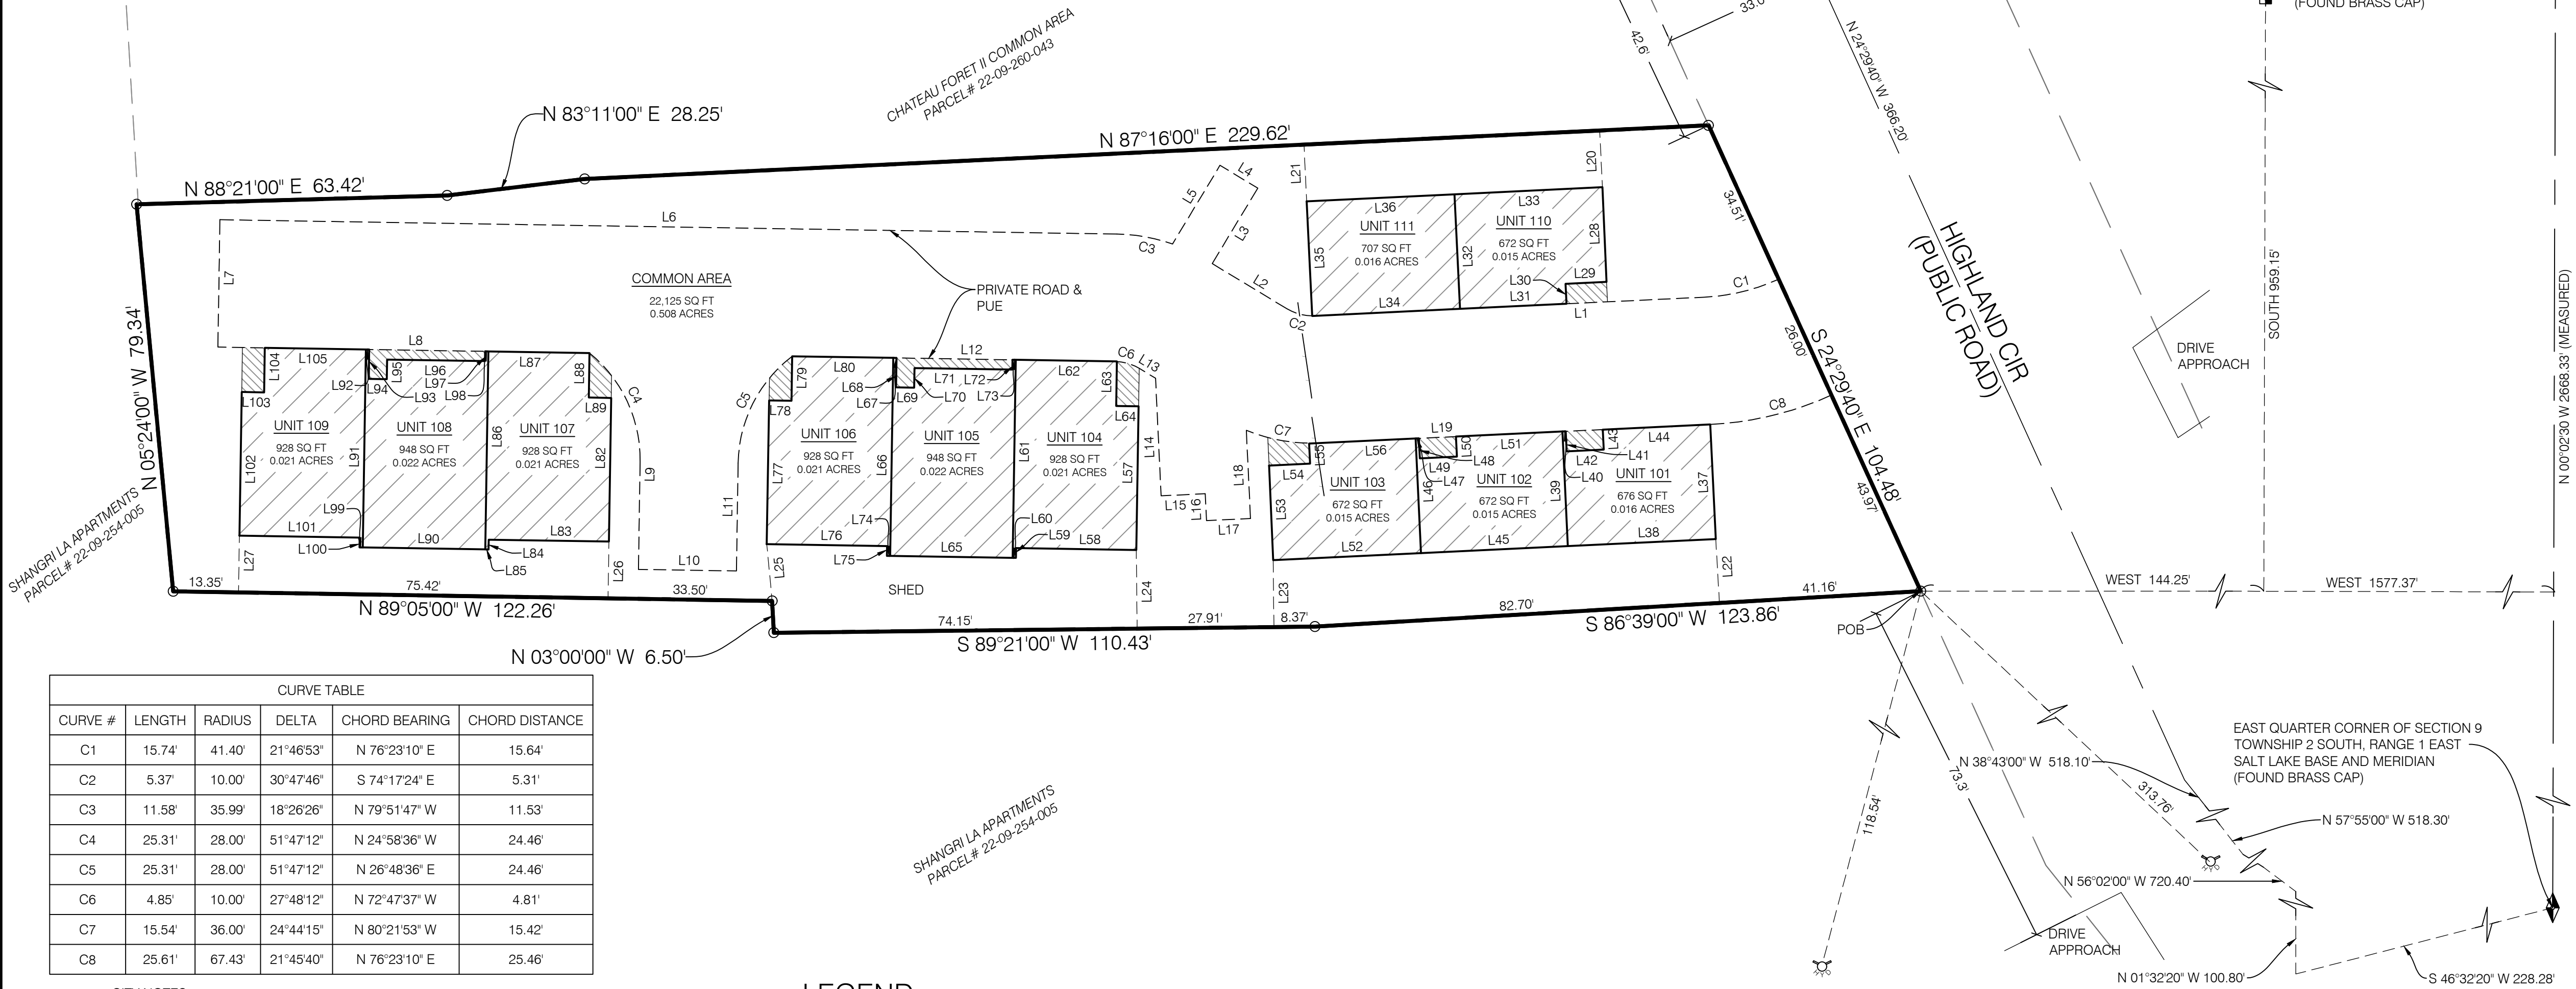 (FOUND BRASS CAP)
33.0
42.6'
CHATEAU FORET II COMMON AREA
PARCEL# 22-09-260-043
N 24°29'40" W 366.20'
N 83°11'00" E 28.25'
N 87°16'00" E 229.62'
N 88°21'00" E 63.42'
L4
L5
L3
L2
C3
C2
L6
L7
L21
L20
L36
L33
UNIT 111
707 SQ FT
0.016 ACRES
UNIT 110
672 SQ FT
0.015 ACRES
L35
L32
L28
L29
L30
L31
L34
L1
C1
34.51'
26.00'
43.97'
S 24°29'40" E 104.48'
HIGHLAND CIR
(PUBLIC ROAD)
DRIVE
APPROACH
SOUTH 959.15'
N 00°02'30 W 2668.33' (MEASURED)
COMMON AREA
22,125 SQ FT
0.508 ACRES
PRIVATE ROAD &
PUE
N 05°24'00" W 79.34'
SHANGRI LA APARTMENTS
PARCEL# 22-09-254-005
L8
L104
L105
L92
L94
L95
L96
L97
L98
L93
L87
L88
L89
L103
UNIT 109
928 SQ FT
0.021 ACRES
UNIT 108
948 SQ FT
0.022 ACRES
UNIT 107
928 SQ FT
0.021 ACRES
L102
L91
L86
L82
L99
L100
L101
L90
L83
L84
L85
L27
L26
C4
C5
L9
L10
L11
L12
L79
L80
L68
L67
L69
L70
L71
L72
L73
L62
L63
L64
C6
L13
L78
UNIT 106
928 SQ FT
0.021 ACRES
UNIT 105
948 SQ FT
0.022 ACRES
UNIT 104
928 SQ FT
0.021 ACRES
L77
L66
L61
L57
L74
L75
L76
L65
L60
L59
L58
L25
L24
L14
L15
L16
L17
L18
C7
L19
C8
L55
L56
L54
L53
L46
L49
L50
L48
L47
L51
L44
L43
L42
L41
L40
L39
L37
UNIT 103
672 SQ FT
0.015 ACRES
UNIT 102
672 SQ FT
0.015 ACRES
UNIT 101
676 SQ FT
0.016 ACRES
L52
L45
L38
L23
L22
SHED
13.35'
75.42'
33.50'
N 89°05'00" W 122.26'
N 03°00'00" W 6.50'
74.15'
27.91'
8.37'
S 89°21'00" W 110.43'
82.70'
41.16'
S 86°39'00" W 123.86'
POB
WEST 144.25'
WEST 1577.37'
CURVE TABLE
CURVE # LENGTH RADIUS DELTA CHORD BEARING CHORD DISTANCE
C1 15.74' 41.40' 21°46'53" N 76°23'10" E 15.64'
C2 5.37' 10.00' 30°47'46" S 74°17'24" E 5.31'
C3 11.58' 35.99' 18°26'26" N 79°51'47" W 11.53'
C4 25.31' 28.00' 51°47'12" N 24°58'36" W 24.46'
C5 25.31' 28.00' 51°47'12" N 26°48'36" E 24.46'
C6 4.85' 10.00' 27°48'12" N 72°47'37" W 4.81'
C7 15.54' 36.00' 24°44'15" N 80°21'53" W 15.42'
C8 25.61' 67.43' 21°45'40" N 76°23'10" E 25.46'
SHANGRI LA APARTMENTS
PARCEL# 22-09-254-005
118.54'
73.3'
313.76'
EAST QUARTER CORNER OF SECTION 9
TOWNSHIP 2 SOUTH, RANGE 1 EAST
SALT LAKE BASE AND MERIDIAN
(FOUND BRASS CAP)
N 38°43'00" W 518.10'
N 57°55'00" W 518.30'
N 56°02'00" W 720.40'
DRIVE
APPROACH
N 01°32'20" W 100.80'
S 46°32'20" W 228.28'
HYD
HYD
LEGEND